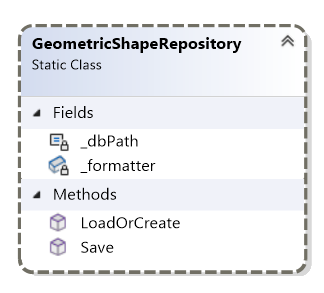 GeometricShapeRepository
Static Class
Fields
_dbPath
_formatter
Methods
LoadOrCreate
Save